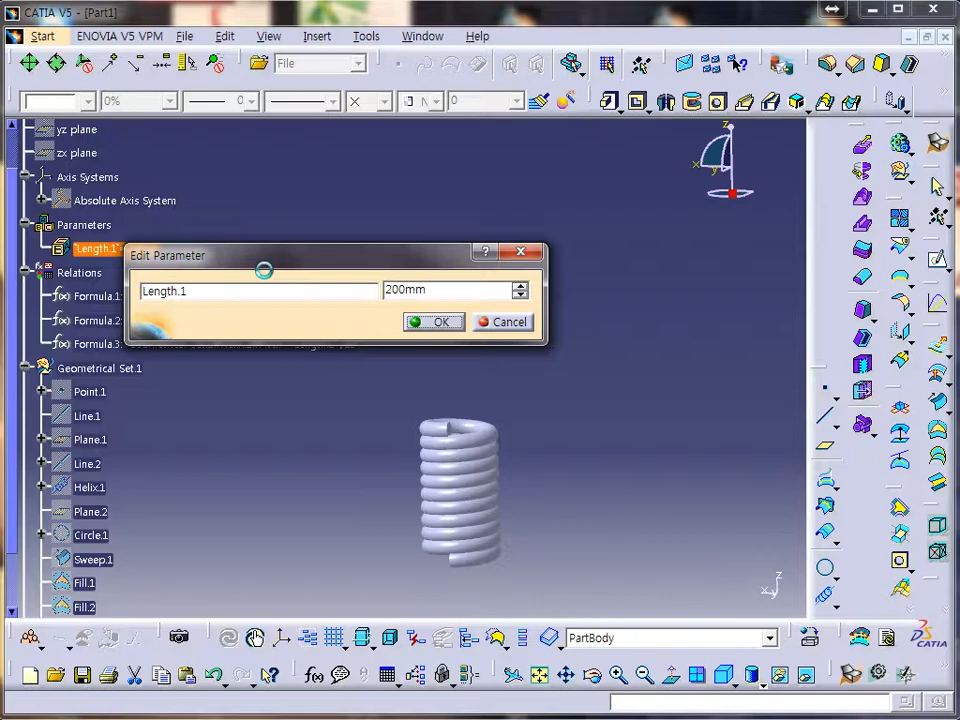 CATIA V5 - [Part1]
Start ENOVIA V5 VPM File Edit View Insert Tools Window Help
File
0% 0 0
yz plane
zx plane
Axis Systems
Absolute Axis System
Parameters
`Length.1`
Relations
Formula.1:
Formula.2:
Formula.3:
Geometrical Set.1
Point.1
Line.1
Plane.1
Line.2
Helix.1
Plane.2
Circle.1
Sweep.1
Fill.1
Fill.2
Edit Parameter
Length.1 200mm
OK Cancel
z
x
y
z
x
y
PartBody
CATIA